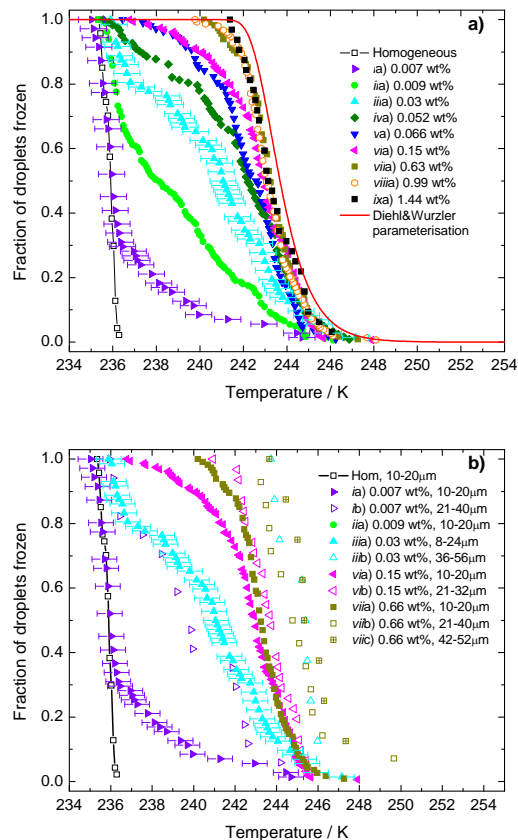 a)
1.0
0.8
0.6
0.4
0.2
0.0
Fraction of droplets frozen
Homogeneous
ia) 0.007 wt%
iia) 0.009 wt%
iiia) 0.03 wt%
iva) 0.052 wt%
va) 0.066 wt%
via) 0.15 wt%
viia) 0.63 wt%
viiia) 0.99 wt%
ixa) 1.44 wt%
Diehl&Wurzler
parameterisation
234 236 238 240 242 244 246 248 250 252 254
Temperature / K
b)
1.0
0.8
0.6
0.4
0.2
0.0
Fraction of droplets frozen
Hom, 10-20μm
ia) 0.007 wt%, 10-20μm
ib) 0.007 wt%, 21-40μm
iia) 0.009 wt%, 10-20μm
iiia) 0.03 wt%, 8-24μm
iiib) 0.03 wt%, 36-56μm
via) 0.15 wt%, 10-20μm
vib) 0.15 wt%, 21-32μm
viia) 0.66 wt%, 10-20μm
viib) 0.66 wt%, 21-40μm
viic) 0.66 wt%, 42-52μm
234 236 238 240 242 244 246 248 250 252 254
Temperature / K